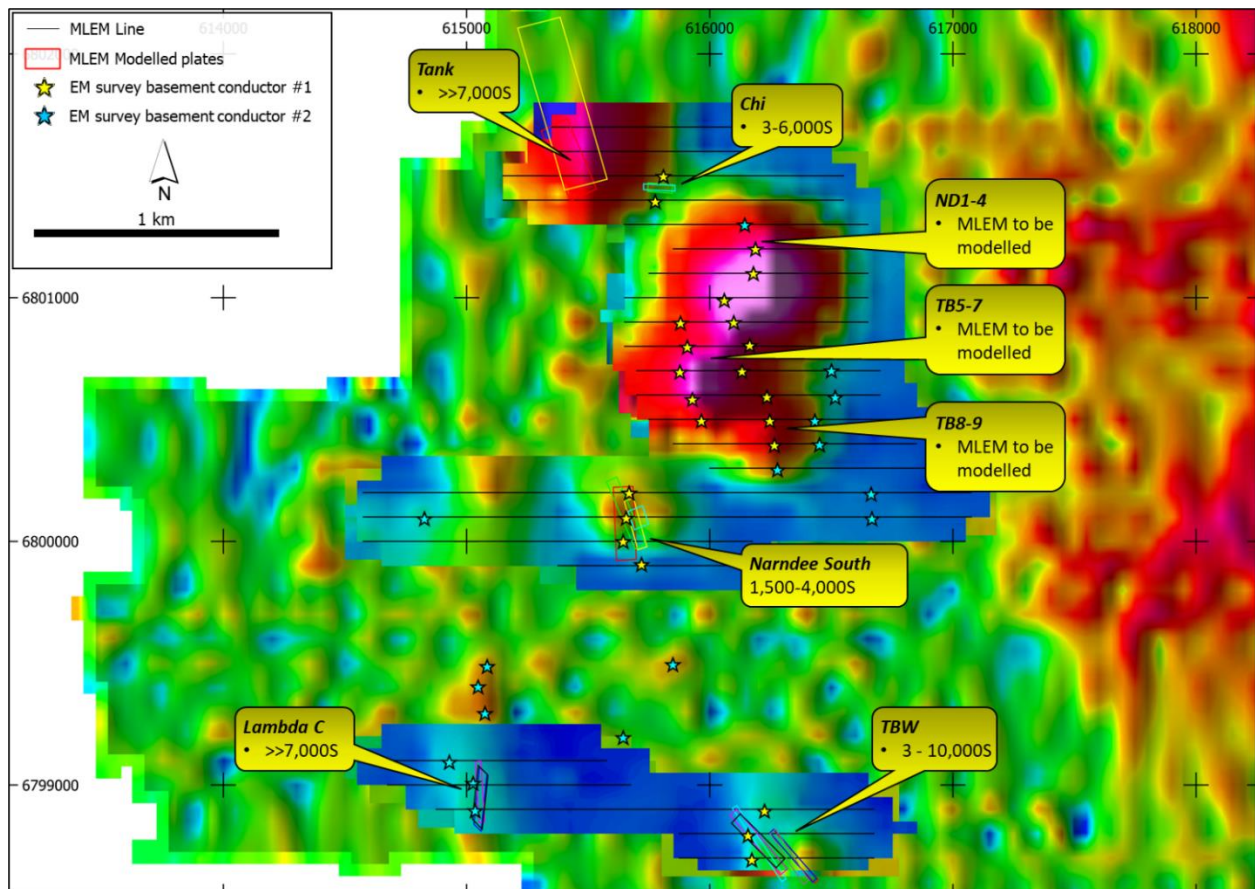 614000
615000
616000
617000
618000
MLEM Line
MLEM Modelled plates
EM survey basement conductor #1
EM survey basement conductor #2
N
1 km
Tank
• >>7,000S
Chi
• 3-6,000S
ND1-4
• MLEM to be
modelled
6801000
TB5-7
• MLEM to be
modelled
TB8-9
• MLEM to be
modelled
6800000
Narndee South
1,500-4,000S
Lambda C
• >>7,000S
TBW
• 3 - 10,000S
6799000